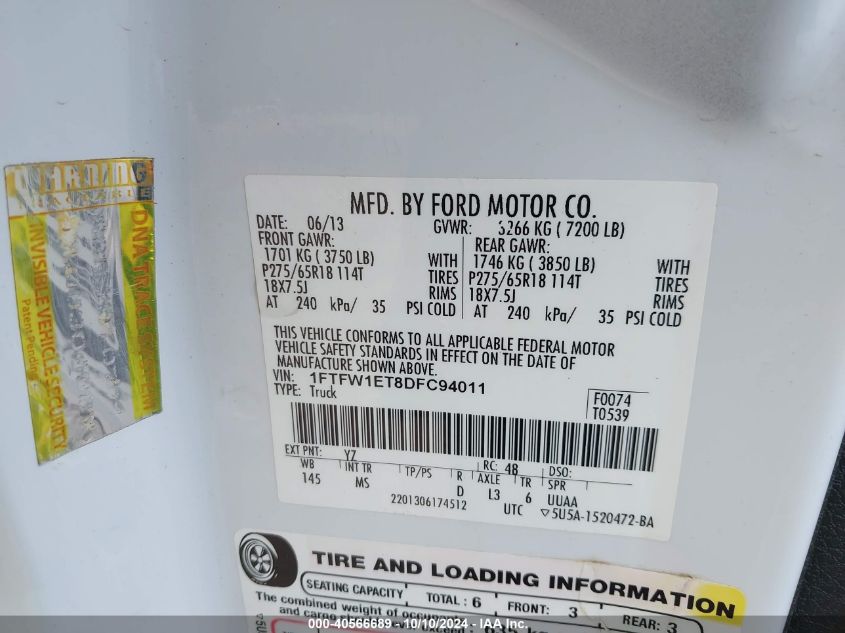 WARNING
DNA TRACE SYSTEM
INVISIBLE VEHICLE SECURITY
Patent Pending
MFD. BY FORD MOTOR CO.
DATE: 06/13 GVWR: 3266 KG ( 7200 LB)
FRONT GAWR: REAR GAWR:
1701 KG ( 3750 LB) WITH 1746 KG ( 3850 LB) WITH
P275/65R18 114T TIRES P275/65R18 114T TIRES
18X7.5J RIMS 18X7.5J RIMS
AT 240 kPa/ 35 PSI COLD AT 240 kPa/ 35 PSI COLD
THIS VEHICLE CONFORMS TO ALL APPLICABLE FEDERAL MOTOR
VEHICLE SAFETY STANDARDS IN EFFECT ON THE DATE OF
MANUFACTURE SHOWN ABOVE.
VIN: 1FTFW1ET8DFC94011
TYPE: Truck
F0074
T0539
EXT PNT: YZ RC: 48 DSO:
WB INT TR TP/PS R AXLE TR SPR
145 MS D L3 6 UUAA
2201306174512 UTC ▽5U5A-1520472-BA
TIRE AND LOADING INFORMATION
SEATING CAPACITY TOTAL : 6 FRONT: 3 REAR: 3
The combined weight of
and cargo
000-40566689 - 10/10/2024 - IAA Inc.